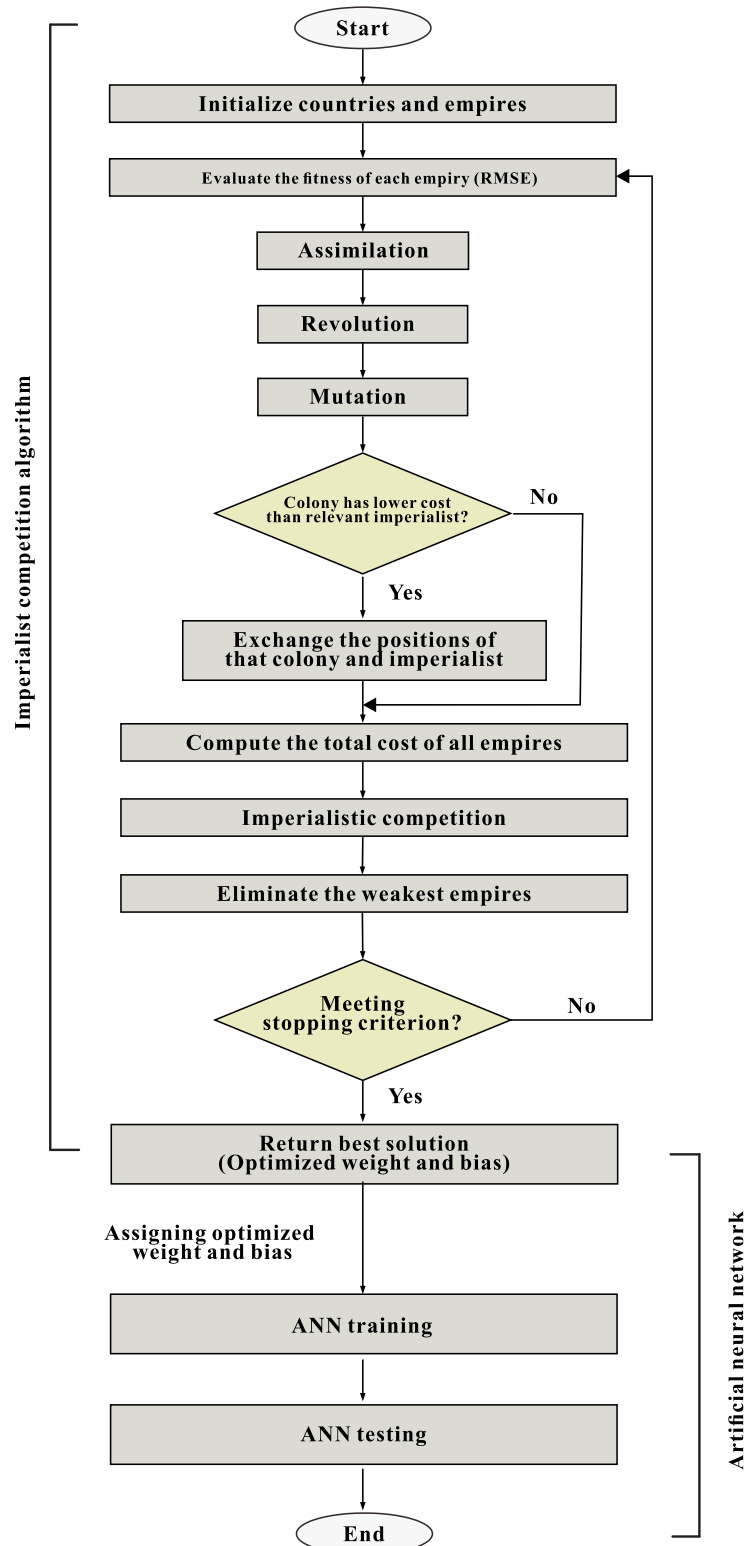 Start
Initialize countries and empires
Evaluate the fitness of each empiry (RMSE)
Assimilation
Revolution
Mutation
Colony has lower cost
than relevant imperialist?
No
Yes
Exchange the positions of
that colony and imperialist
Compute the total cost of all empires
Imperialistic competition
Eliminate the weakest empires
Meeting
stopping criterion?
No
Yes
Return best solution
(Optimized weight and bias)
Assigning optimized
weight and bias
ANN training
ANN testing
End
Imperialist competition algorithm
Artificial neural network